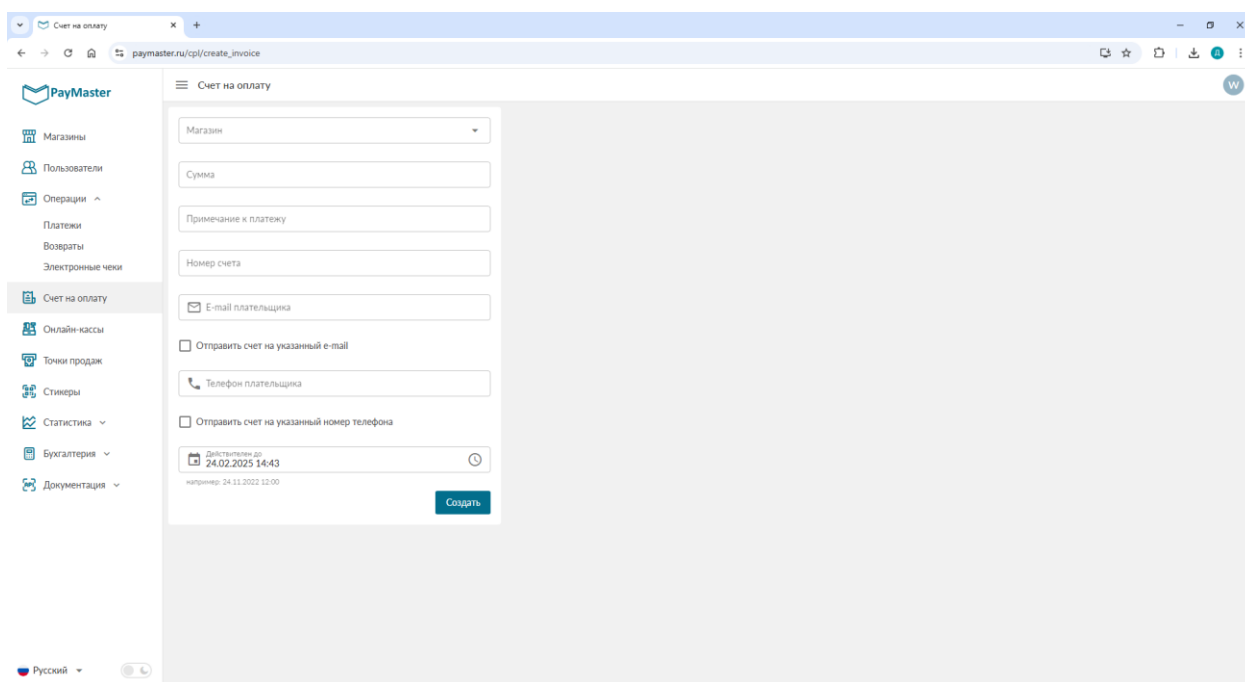 Счет на оплату
paymaster.ru/cpl/create_invoice
Д
PayMaster
Счет на оплату
W
Магазины
Пользователи
Операции
Платежи
Возвраты
Электронные чеки
Счет на оплату
Онлайн-кассы
Точки продаж
Стикеры
Статистика
Бухгалтерия
API
Документация
Русский
Магазин
Сумма
Примечание к платежу
Номер счета
E-mail плательщика
Отправить счет на указанный e-mail
Телефон плательщика
Отправить счет на указанный номер телефона
Действителен до
24.02.2025 14:43
например: 24.11.2022 12:00
Создать